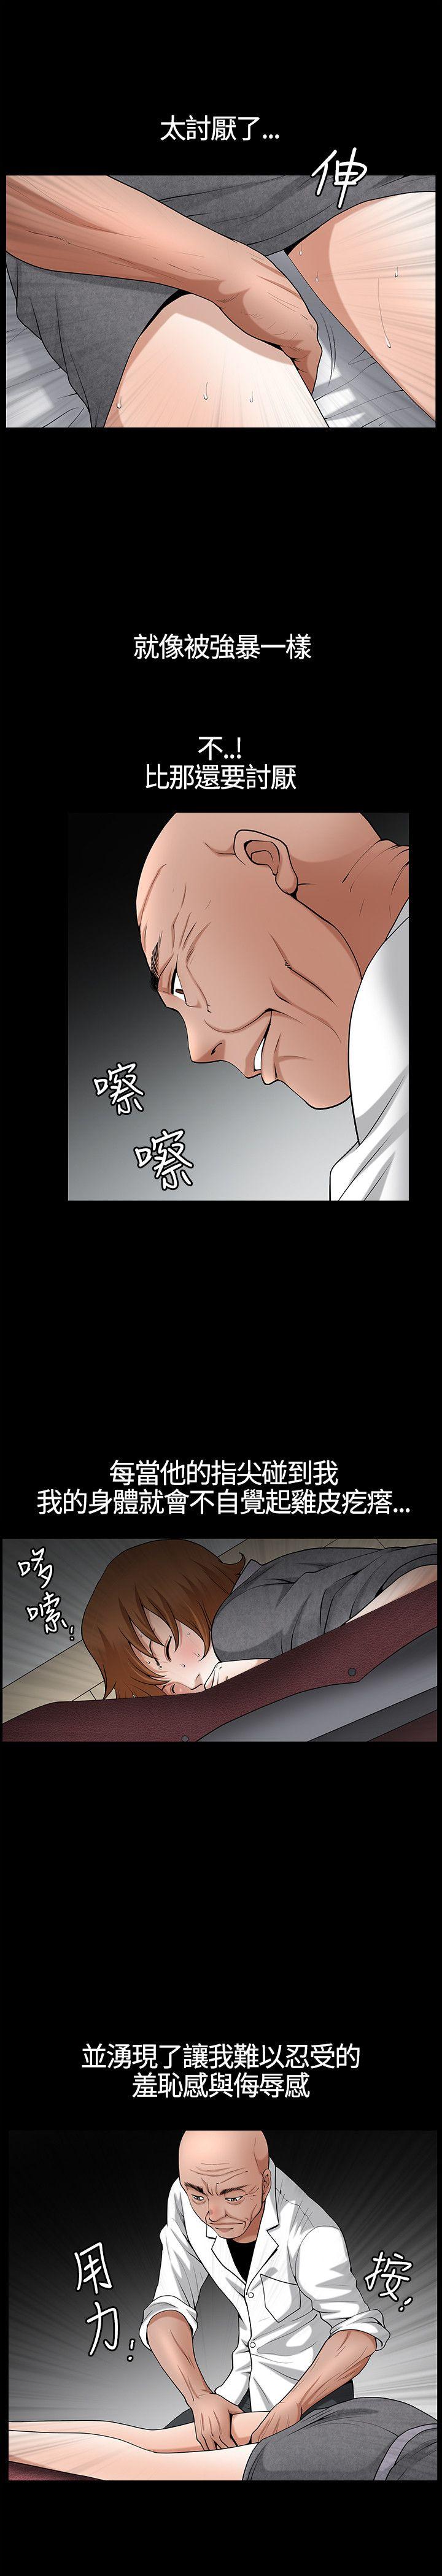 太討厭了...
伸
就像被強暴一樣
不..!
比那還要討厭
嚓
嚓
每當他的指尖碰到我
我的身體就會不自覺起雞皮疙瘩...
哆
嗦!
並湧現了讓我難以忍受的
羞恥感與侮辱感
用
力!
按!